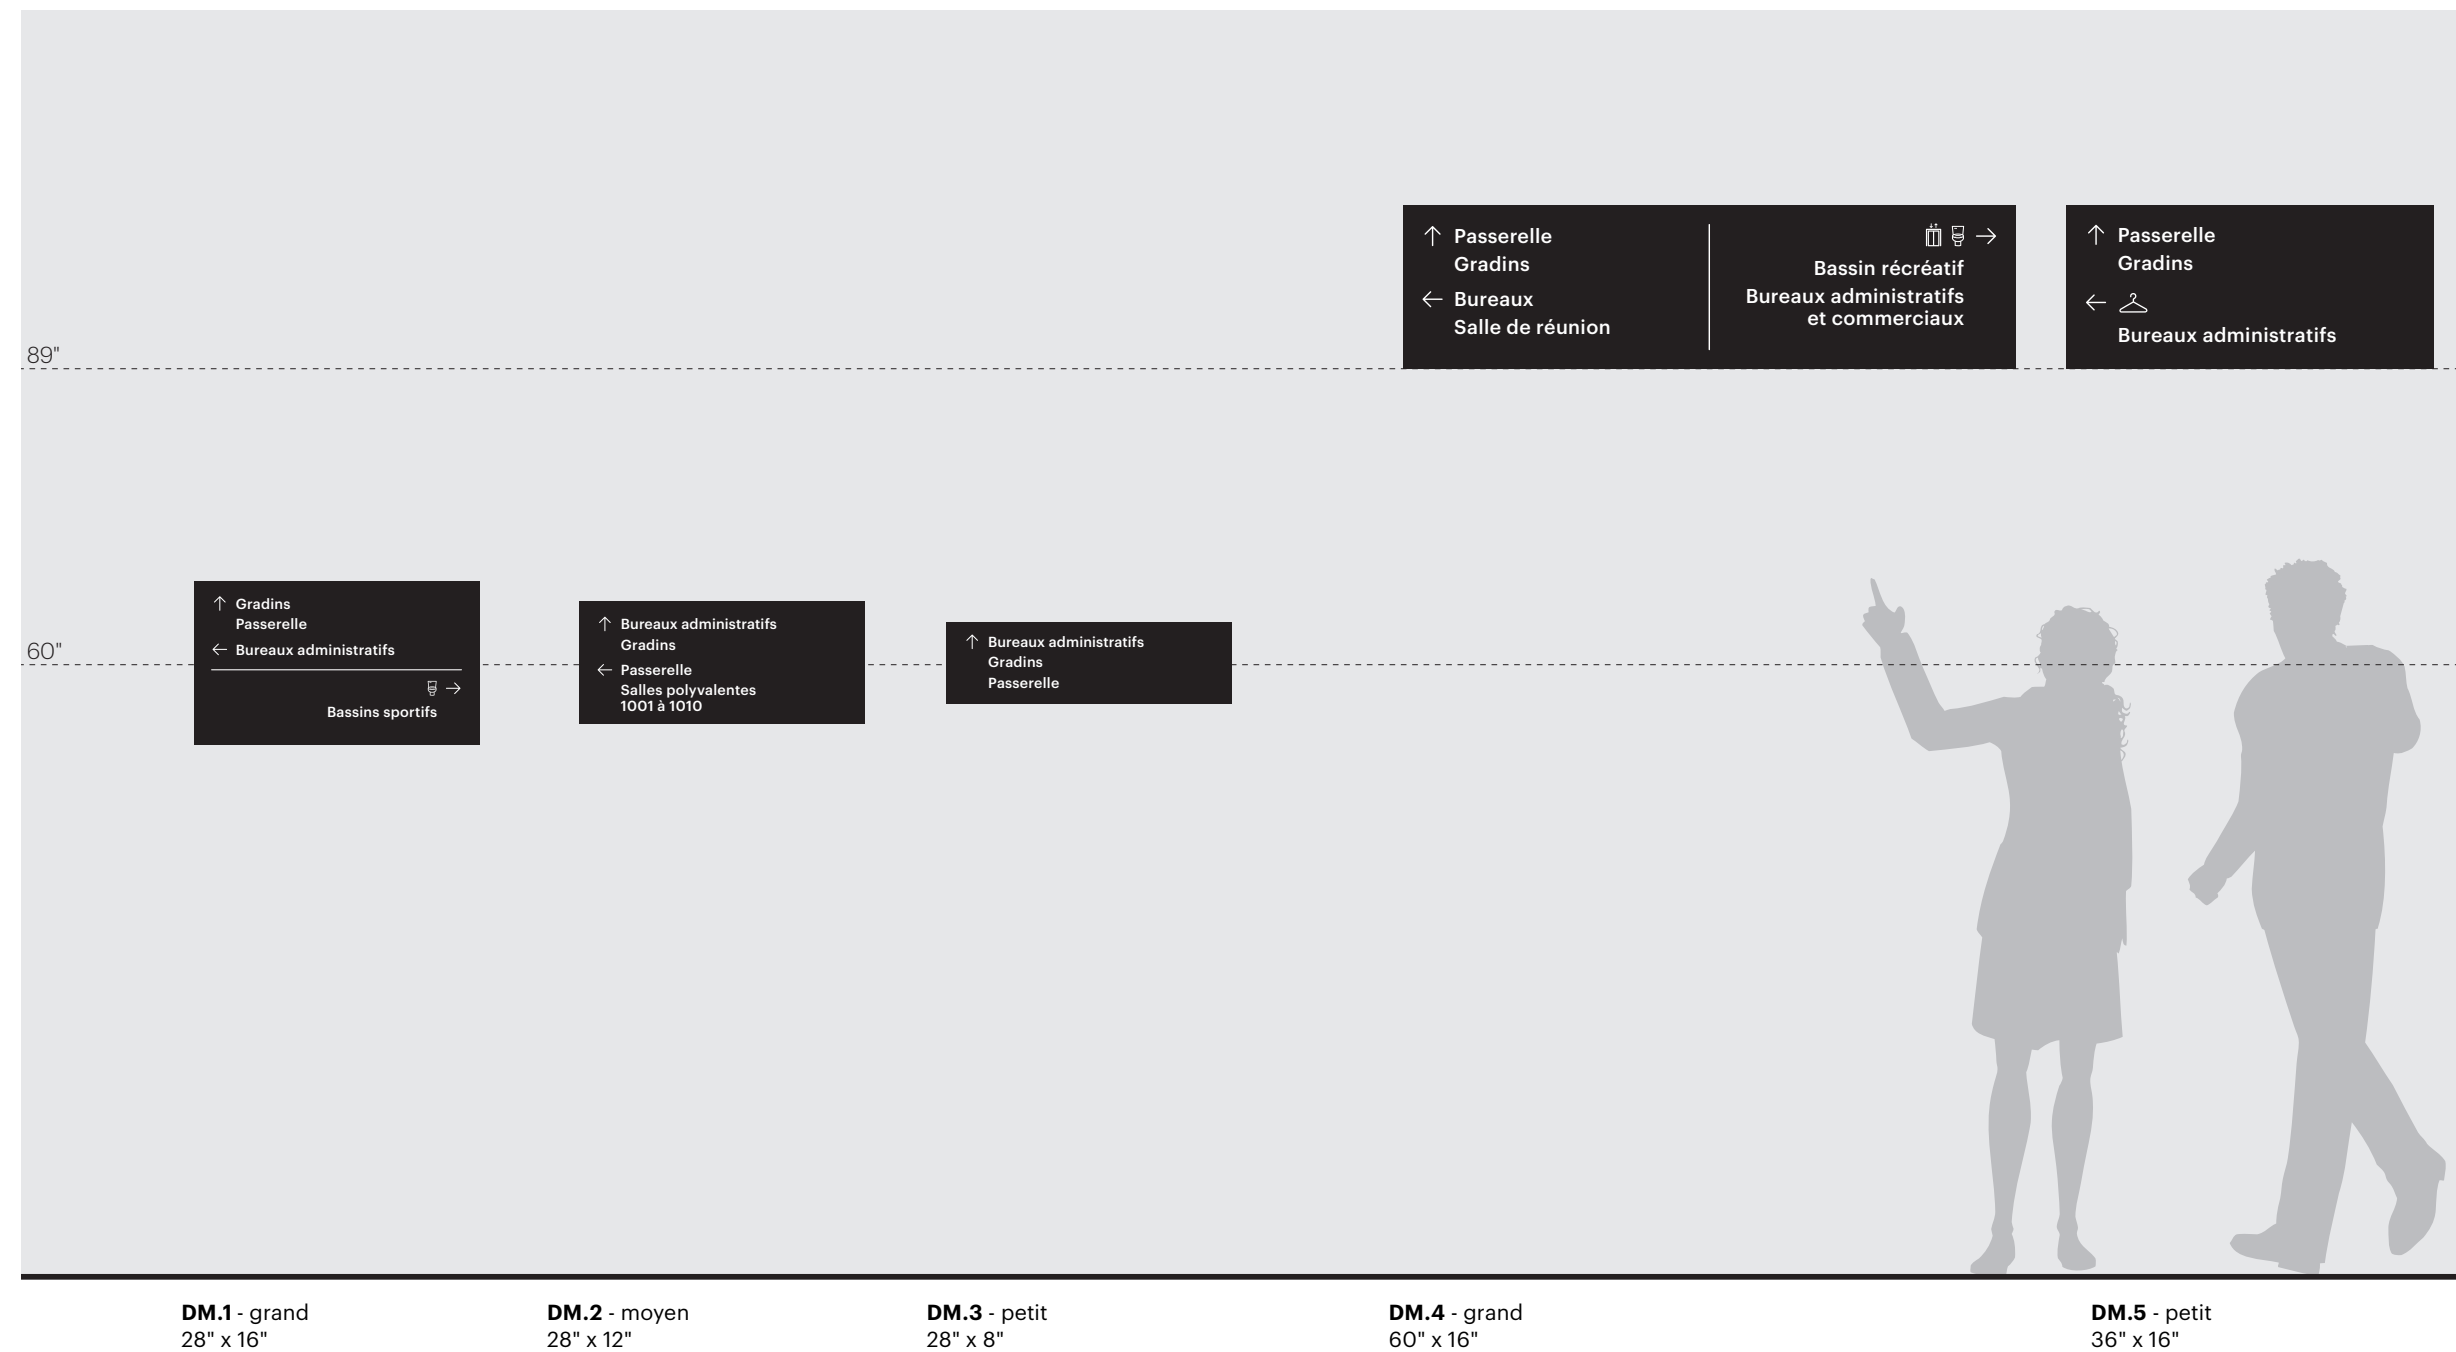 89"
60"
↑ Gradins
Passerelle
← Bureaux administratifs
→
Bassins sportifs
↑ Bureaux administratifs
Gradins
← Passerelle
Salles polyvalentes
1001 à 1010
↑ Bureaux administratifs
Gradins
Passerelle
↑ Passerelle
Gradins
← Bureaux
Salle de réunion
→
Bassin récréatif
Bureaux administratifs
et commerciaux
↑ Passerelle
Gradins
←
Bureaux administratifs
DM.1 - grand
28" x 16"
DM.2 - moyen
28" x 12"
DM.3 - petit
28" x 8"
DM.4 - grand
60" x 16"
DM.5 - petit
36" x 16"